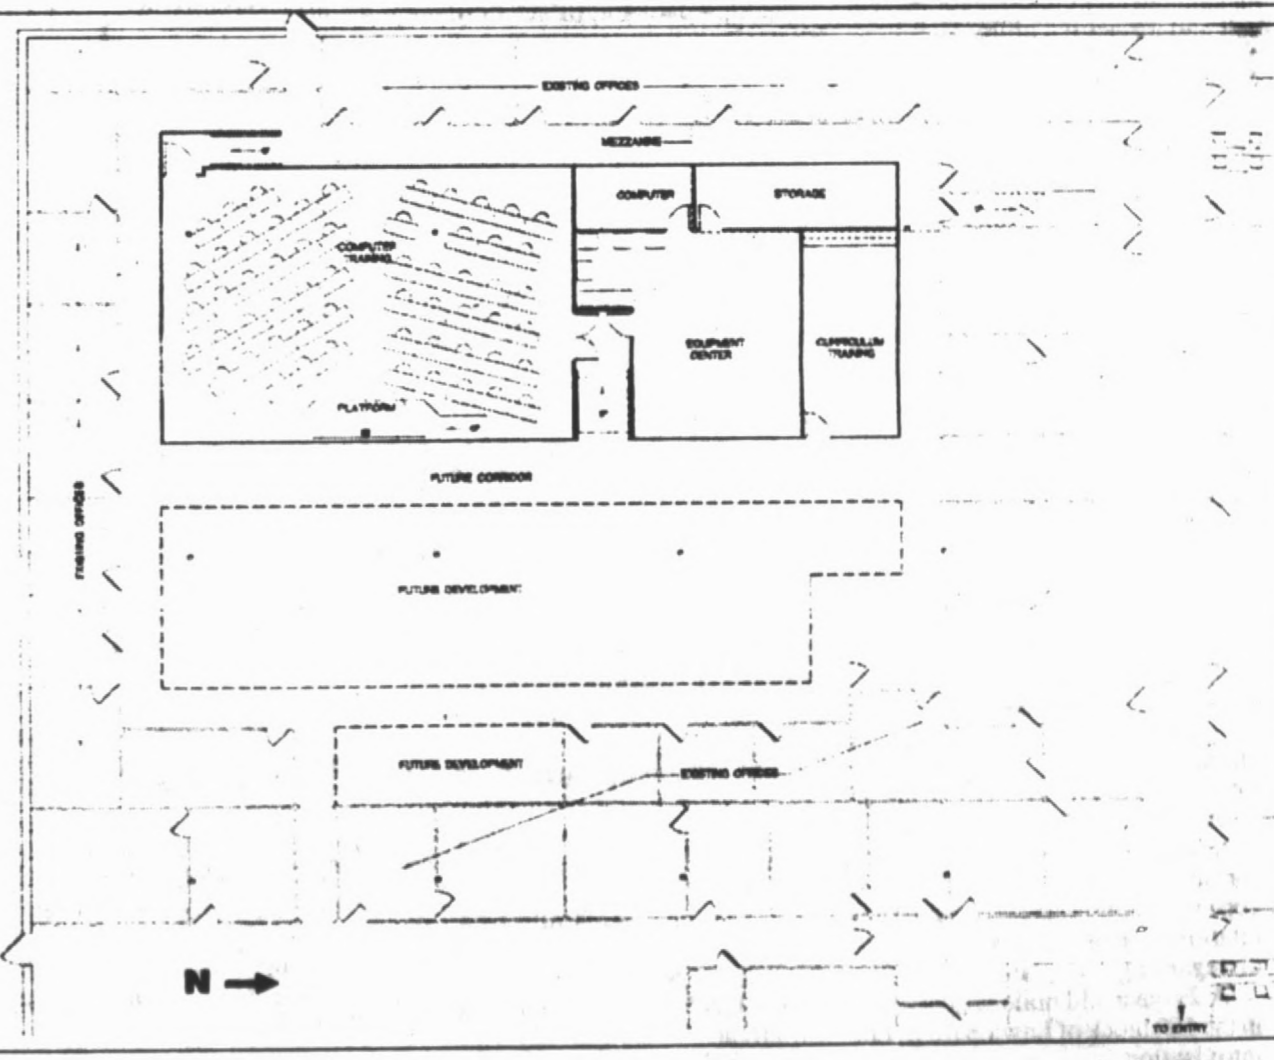 EXISTING OFFICES
MEZZANINE
COMPUTER
STORAGE
COMPUTER
TRAINING
EQUIPMENT
CENTER
CURRICULUM
TRAINING
PLATFORM
UP
FUTURE CORRIDOR
EXISTING OFFICES
FUTURE DEVELOPMENT
FUTURE DEVELOPMENT
EXISTING OFFICES
N
TO ENTRY